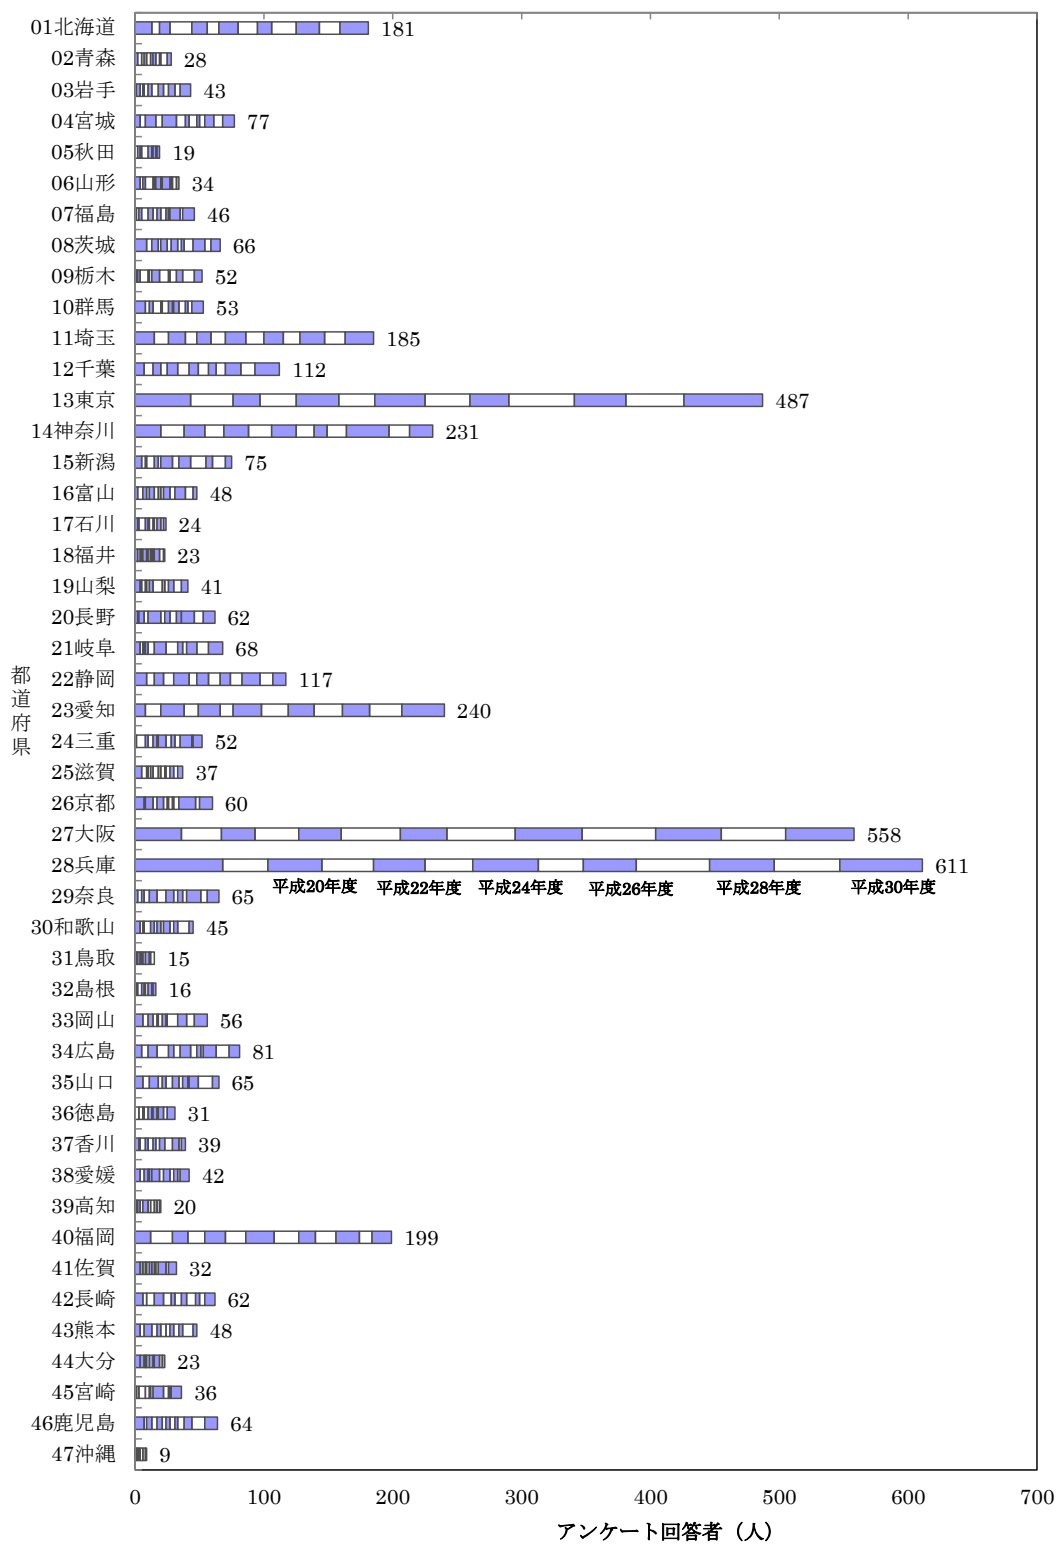 01北海道 181
02青森 28
03岩手 43
04宮城 77
05秋田 19
06山形 34
07福島 46
08茨城 66
09栃木 52
10群馬 53
11埼玉 185
12千葉 112
13東京 487
14神奈川 231
15新潟 75
16富山 48
17石川 24
18福井 23
19山梨 41
20長野 62
21岐阜 68
都道府県
22静岡 117
23愛知 240
24三重 52
25滋賀 37
26京都 60
27大阪 558
28兵庫 611
平成20年度 平成22年度 平成24年度 平成26年度 平成28年度 平成30年度
29奈良 65
30和歌山 45
31鳥取 15
32島根 16
33岡山 56
34広島 81
35山口 65
36徳島 31
37香川 39
38愛媛 42
39高知 20
40福岡 199
41佐賀 32
42長崎 62
43熊本 48
44大分 23
45宮崎 36
46鹿児島 64
47沖縄 9
0 100 200 300 400 500 600 700
アンケート回答者（人）